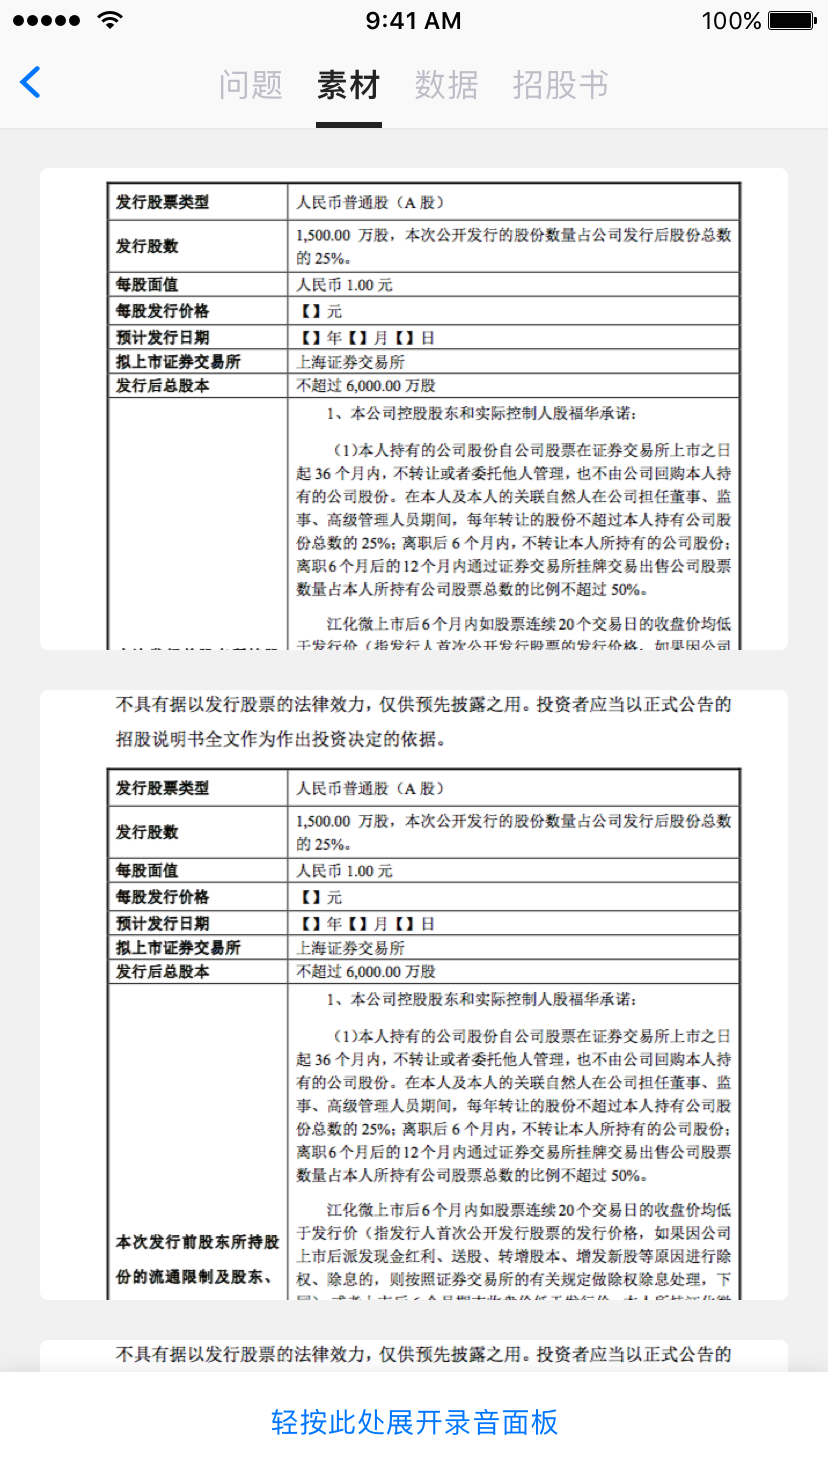 9:41 AM
100%
问题
素材
数据
招股书
发行股票类型
人民币普通股（A 股）
发行股数
1,500.00 万股，本次公开发行的股份数量占公司发行后股份总数
的 25%。
每股面值
人民币 1.00 元
每股发行价格
【】元
预计发行日期
【】年【】月【】日
拟上市证券交易所
上海证券交易所
发行后总股本
不超过 6,000.00 万股
1、本公司控股股东和实际控制人殷福华承诺：
（1）本人持有的公司股份自公司股票在证券交易所上市之日
起 36 个月内，不转让或者委托他人管理，也不由公司回购本人持
有的公司股份。在本人及本人的关联自然人在公司担任董事、监
事、高级管理人员期间，每年转让的股份不超过本人持有公司股
份总数的 25%；离职后 6 个月内，不转让本人所持有的公司股份；
离职6个月后的12个月内通过证券交易所挂牌交易出售公司股票
数量占本人所持有公司股票总数的比例不超过 50%。
江化微上市后6个月内如股票连续20个交易日的收盘价均低
于发行价（指发行人首次公开发行股票的发行价格，如果因公司
不具有据以发行股票的法律效力，仅供预先披露之用。投资者应当以正式公告的
招股说明书全文作为作出投资决定的依据。
发行股票类型
人民币普通股（A 股）
发行股数
1,500.00 万股，本次公开发行的股份数量占公司发行后股份总数
的 25%。
每股面值
人民币 1.00 元
每股发行价格
【】元
预计发行日期
【】年【】月【】日
拟上市证券交易所
上海证券交易所
发行后总股本
不超过 6,000.00 万股
1、本公司控股股东和实际控制人殷福华承诺：
（1）本人持有的公司股份自公司股票在证券交易所上市之日
起 36 个月内，不转让或者委托他人管理，也不由公司回购本人持
有的公司股份。在本人及本人的关联自然人在公司担任董事、监
事、高级管理人员期间，每年转让的股份不超过本人持有公司股
份总数的 25%；离职后 6 个月内，不转让本人所持有的公司股份；
离职6个月后的12个月内通过证券交易所挂牌交易出售公司股票
数量占本人所持有公司股票总数的比例不超过 50%。
江化微上市后6个月内如股票连续20个交易日的收盘价均低
于发行价（指发行人首次公开发行股票的发行价格，如果因公司
上市后派发现金红利、送股、转增股本、增发新股等原因进行除
权、除息的，则按照证券交易所的有关规定做除权除息处理，下
本次发行前股东所持股
份的流通限制及股东、
不具有据以发行股票的法律效力，仅供预先披露之用。投资者应当以正式公告的
轻按此处展开录音面板